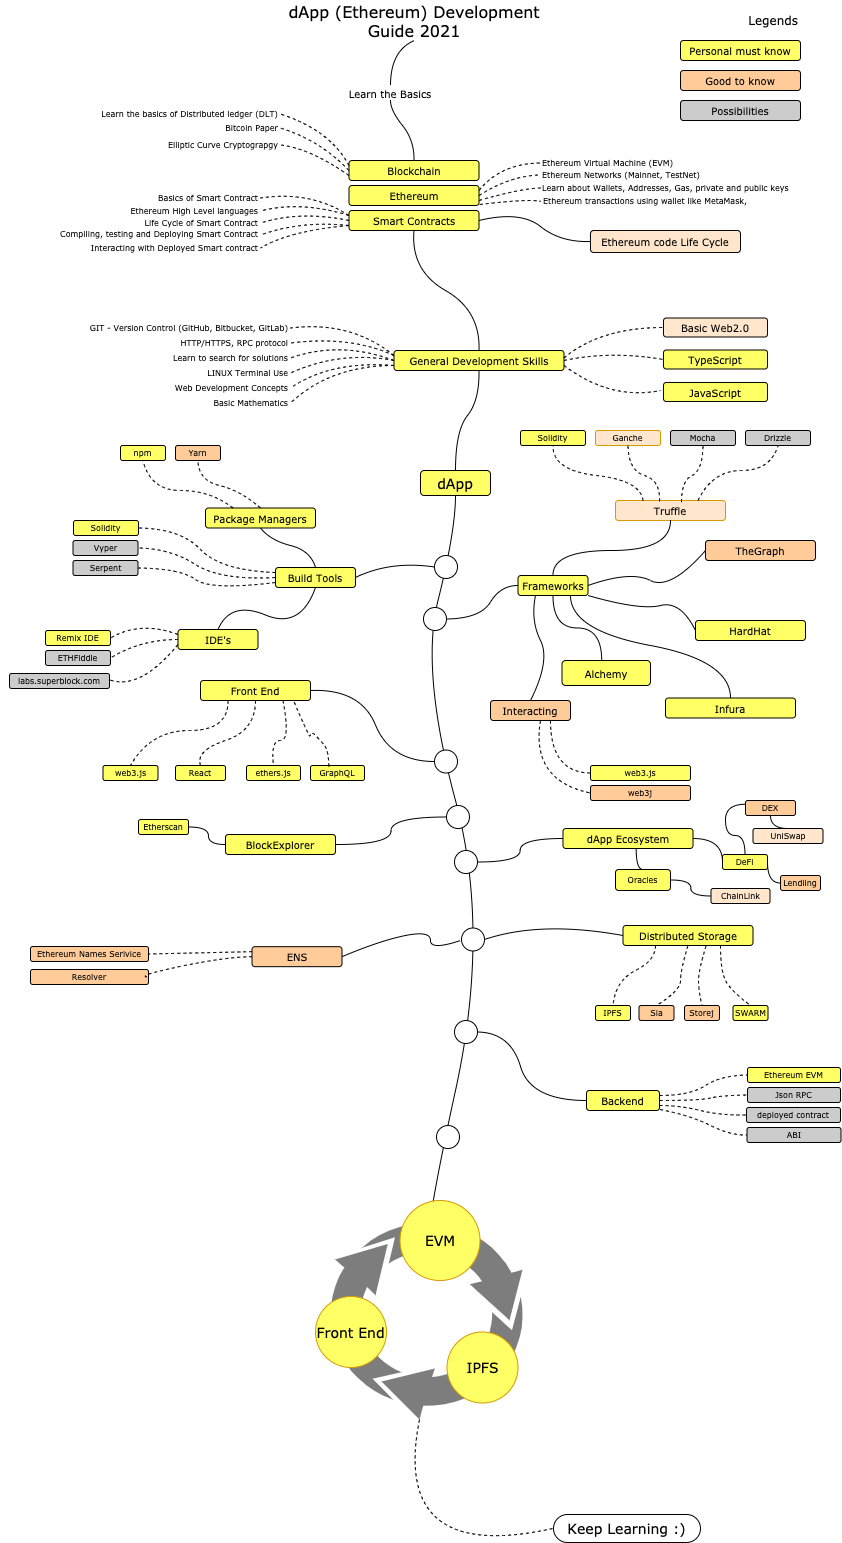 dApp (Ethereum) Development
Guide 2021
Legends
Personal must know
Good to know
Possibilities
Learn the Basics
Learn the basics of Distributed ledger (DLT)
Bitcoin Paper
Elliptic Curve Cryptograpgy
Blockchain
Ethereum
Smart Contracts
Ethereum Virtual Machine (EVM)
Ethereum Networks (Mainnet, TestNet)
Learn about Wallets, Addresses, Gas, private and public keys
Ethereum transactions using wallet like MetaMask,
Basics of Smart Contract
Ethereum High Level languages
Life Cycle of Smart Contract
Compiling, testing and Deploying Smart Contract
Interacting with Deployed Smart contract
Ethereum code Life Cycle
GIT - Version Control (GitHub, Bitbucket, GitLab)
HTTP/HTTPS, RPC protocol
Learn to search for solutions
LINUX Terminal Use
Web Development Concepts
Basic Mathematics
General Development Skills
Basic Web2.0
TypeScript
JavaScript
dApp
npm
Yarn
Package Managers
Solidity
Vyper
Serpent
Build Tools
Remix IDE
ETHFiddle
labs.superblock.com
IDE's
Solidity
Ganche
Mocha
Drizzle
Truffle
TheGraph
Frameworks
HardHat
Alchemy
Infura
Interacting
web3.js
web3j
Front End
web3.js
React
ethers.js
GraphQL
Etherscan
BlockExplorer
dApp Ecosystem
DEX
UniSwap
DeFi
Lending
Oracles
ChainLink
Ethereum Names Serivice
Resolver
ENS
Distributed Storage
IPFS
Sia
Storej
SWARM
Backend
Ethereum EVM
Json RPC
deployed contract
ABI
EVM
Front End
IPFS
Keep Learning :)